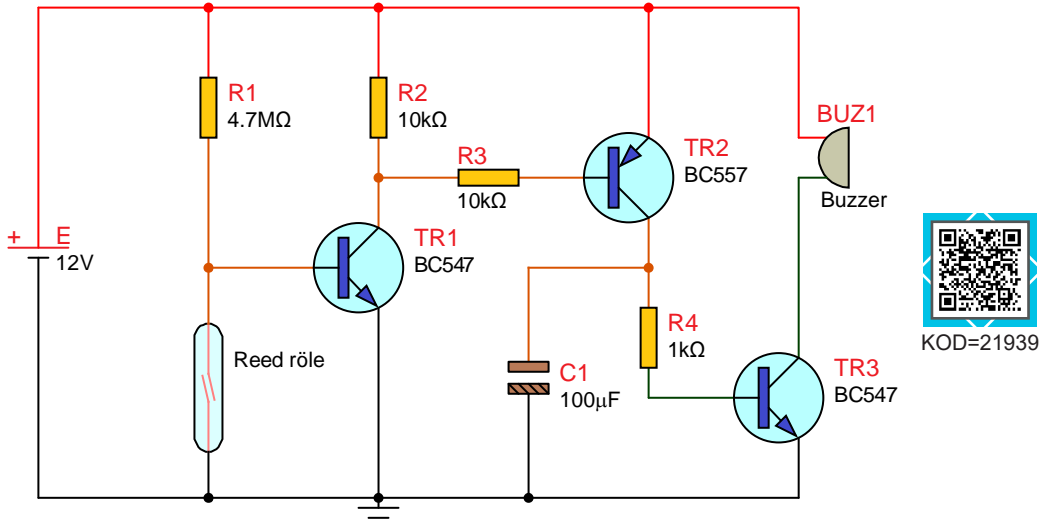 R1
4.7MΩ
R2
10kΩ
R3
10kΩ
TR2
BC557
BUZ1
Buzzer
+ E
12V
TR1
BC547
Reed röle
C1
100µF
R4
1kΩ
TR3
BC547
KOD=21939